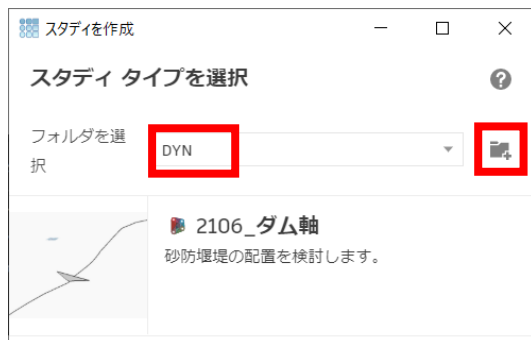 スタディを作成
スタディ タイプを選択
フォルダを選
択
DYN
2106_ダム軸
砂防堰堤の配置を検討します。